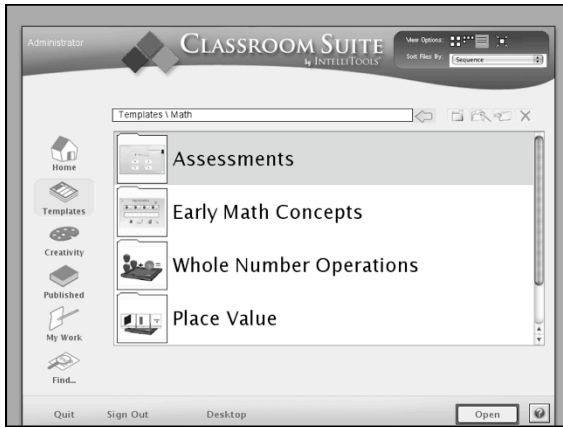 Administrator
CLASSROOM SUITE
by INTELLITOOLS
View Options:
Sort Files By: Sequence
Templates \ Math
Home
Templates
Creativity
Published
My Work
Find...
Assessments
Early Math Concepts
Whole Number Operations
Place Value
Quit
Sign Out
Desktop
Open
?